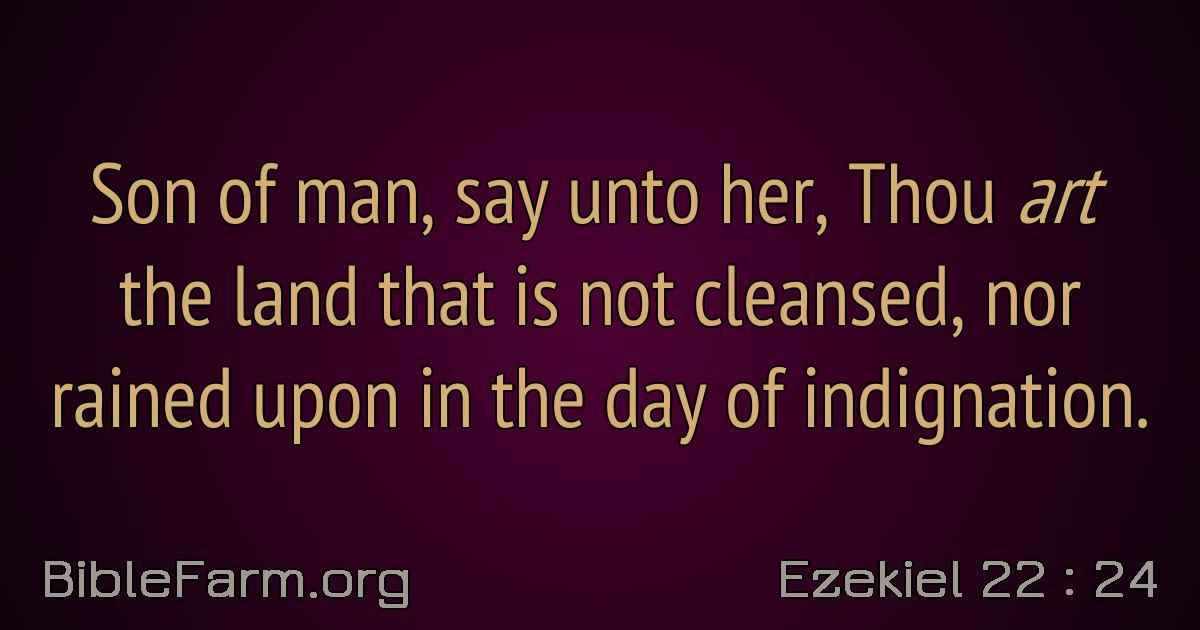 Son of man, say unto her, Thou art
the land that is not cleansed, nor
rained upon in the day of indignation.
BibleFarm.org
Ezekiel 22 : 24